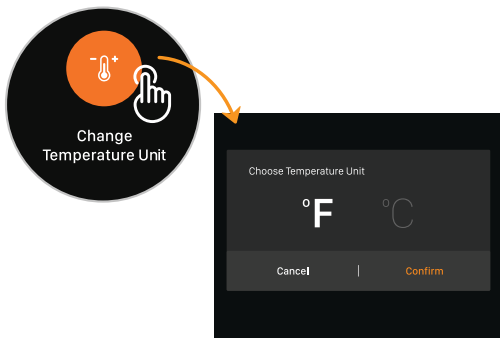 Change
Temperature Unit
Choose Temperature Unit
°F °C
Cancel | Confirm